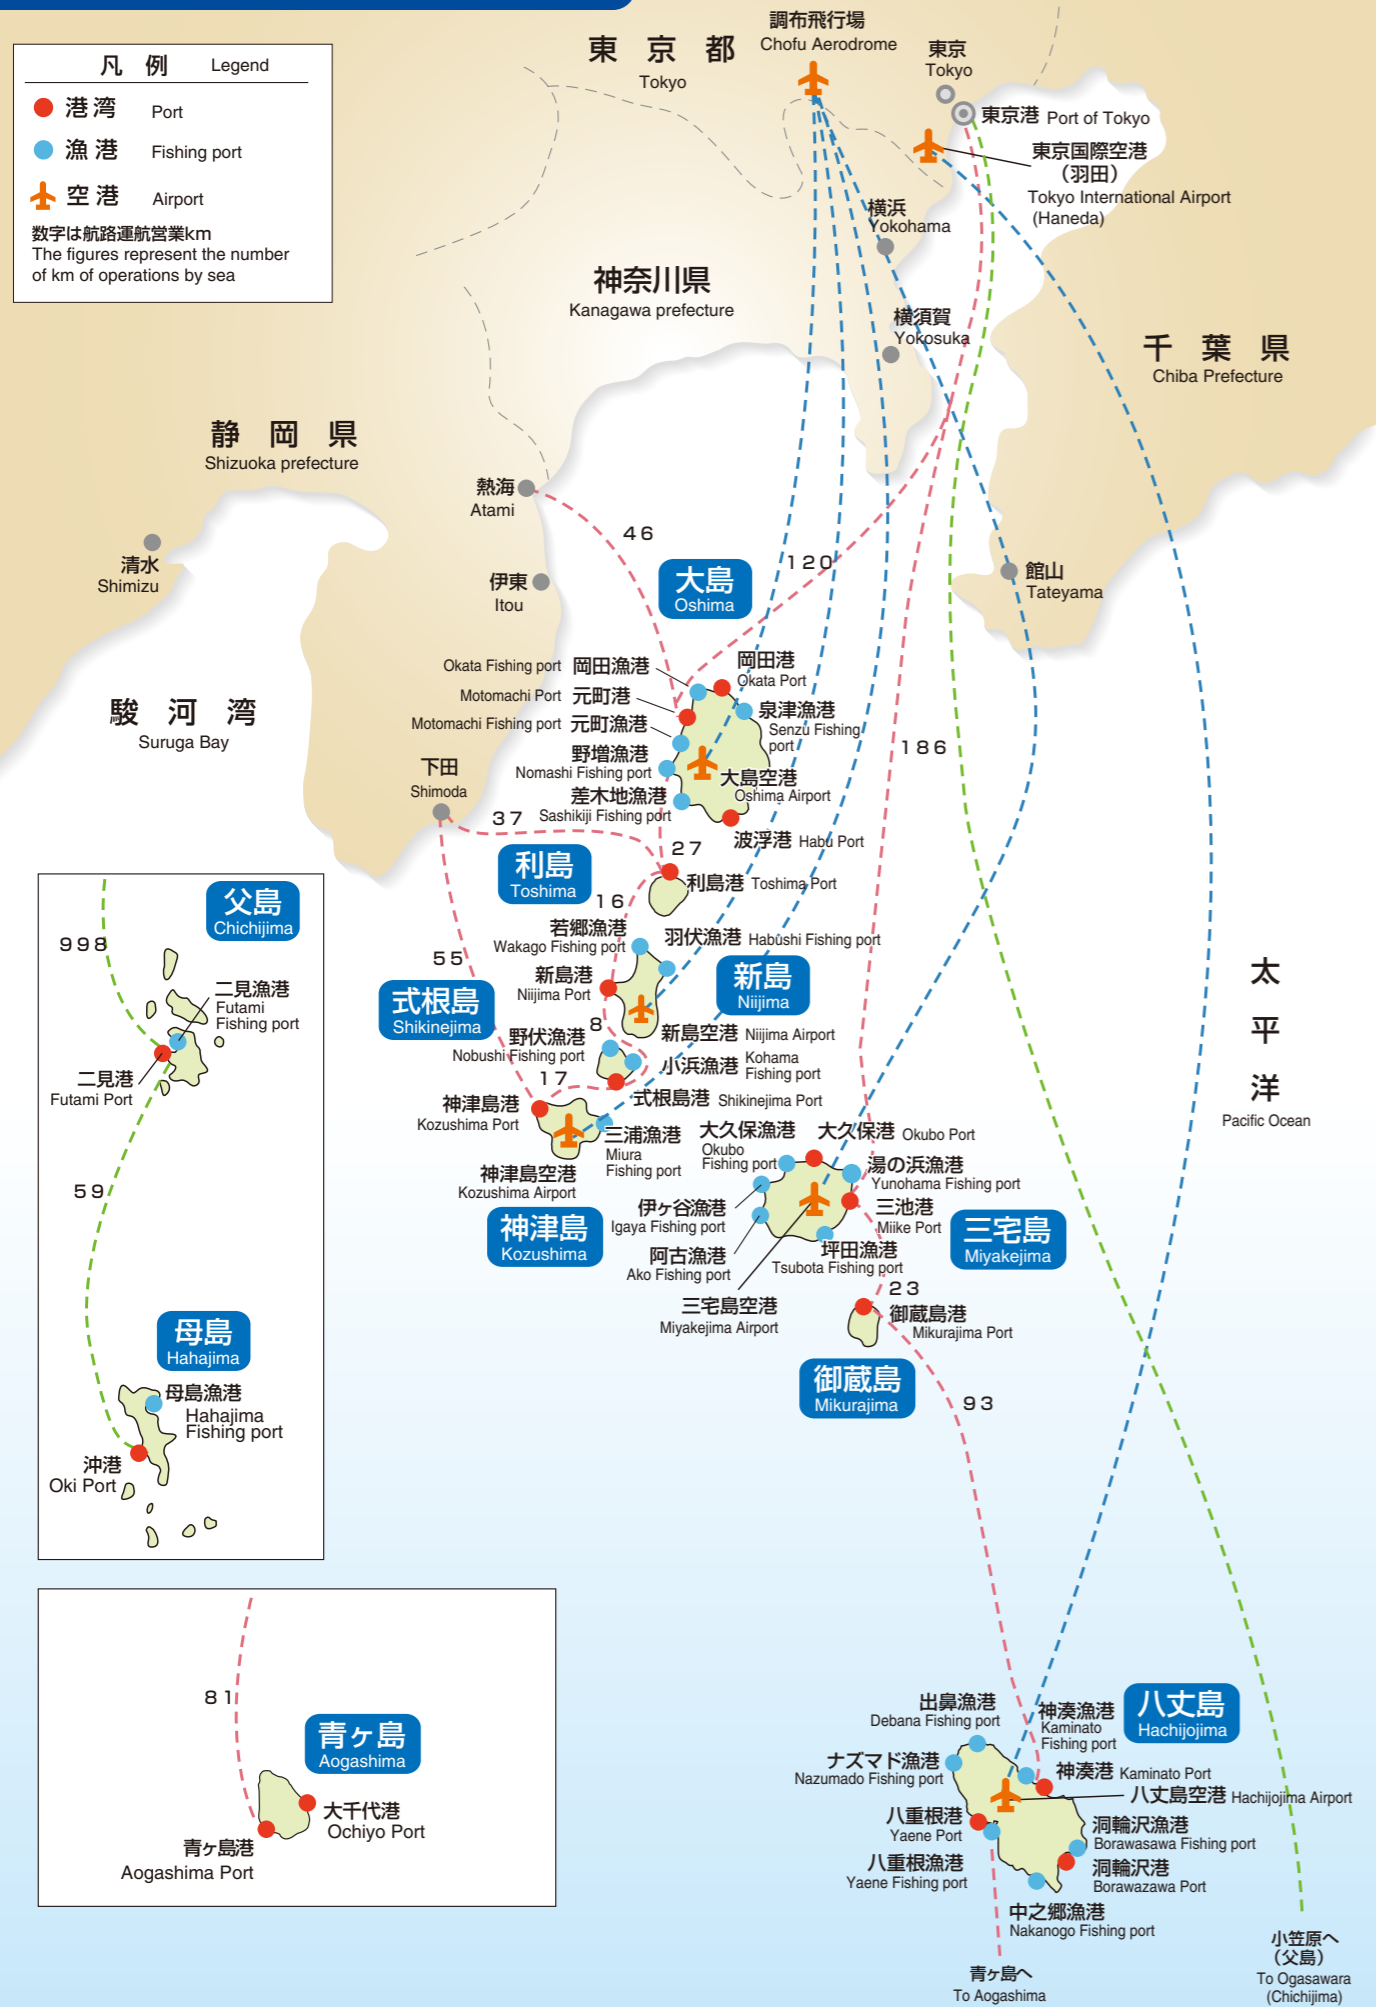 凡 例 Legend
港湾 Port
漁港 Fishing port
空港 Airport
数字は航路運航営業km
The figures represent the number
of km of operations by sea
調布飛行場
Chofu Aerodrome
東京都
Tokyo
東京
Tokyo
東京港 Port of Tokyo
東京国際空港
（羽田）
Tokyo International Airport
(Haneda)
横浜
Yokohama
神奈川県
Kanagawa prefecture
横須賀
Yokosuka
千葉県
Chiba Prefecture
静岡県
Shizuoka prefecture
熱海
Atami
46
清水
Shimizu
伊東
Itou
大島
Oshima
120
館山
Tateyama
駿河湾
Suruga Bay
Okata Fishing port 岡田漁港
岡田港
Okata Port
Motomachi Port 元町港
Motomachi Fishing port 元町漁港
泉津漁港
Senzu Fishing
port
野増漁港
Nomashi Fishing port
大島空港
Oshima Airport
差木地漁港
Sashikiji Fishing port
波浮港 Habu Port
186
下田
Shimoda
37
27
利島
Toshima
利島港 Toshima Port
16
若郷漁港
Wakago Fishing port
羽伏漁港 Habushi Fishing port
55
新島港
Niijima Port
新島
Niijima
式根島
Shikinejima
8
新島空港 Niijima Airport
野伏漁港
Nobushi Fishing port
小浜漁港 Kohama
Fishing port
17
式根島港 Shikinejima Port
神津島港
Kozushima Port
三浦漁港
Miura
Fishing port
神津島空港
Kozushima Airport
神津島
Kozushima
大久保漁港
Okubo
Fishing port
大久保港 Okubo Port
湯の浜漁港
Yunohama Fishing port
伊ヶ谷漁港
Igaya Fishing port
三池港
Miike Port
三宅島
Miyakejima
阿古漁港
Ako Fishing port
坪田漁港
Tsubota Fishing port
三宅島空港
Miyakejima Airport
23
御蔵島港
Mikurajima Port
御蔵島
Mikurajima
93
太平洋
Pacific Ocean
父島
Chichijima
998
二見漁港
Futami
Fishing port
二見港
Futami Port
59
母島
Hahajima
母島漁港
Hahajima
Fishing port
沖港
Oki Port
81
青ヶ島
Aogashima
大千代港
Ochiyo Port
青ヶ島港
Aogashima Port
八丈島
Hachijojima
出鼻漁港
Debana Fishing port
神湊漁港
Kaminato
Fishing port
ナズマド漁港
Nazumado Fishing port
神湊港 Kaminato Port
八丈島空港 Hachijojima Airport
八重根港
Yaene Port
洞輪沢漁港
Borawasawa Fishing port
八重根漁港
Yaene Fishing port
洞輪沢港
Borawazawa Port
中之郷漁港
Nakanogo Fishing port
青ヶ島へ
To Aogashima
小笠原へ
（父島）
To Ogasawara
(Chichijima)